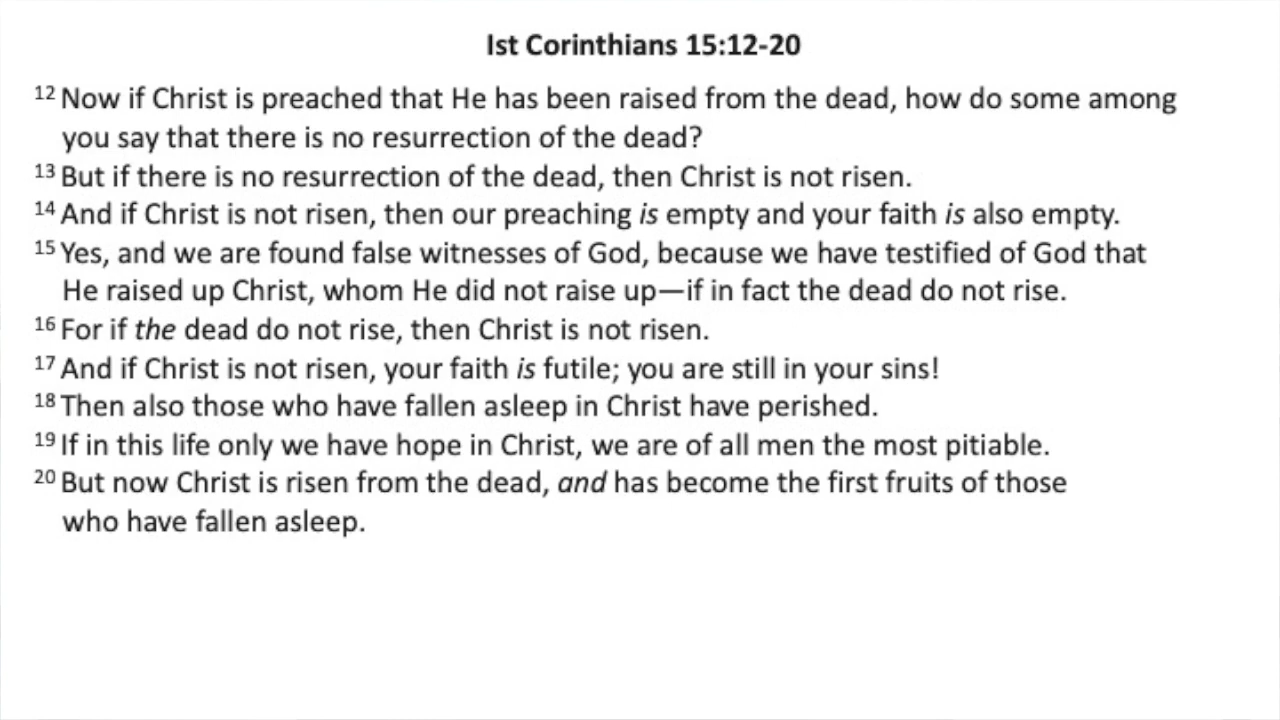 Ist Corinthians 15:12-20
12 Now if Christ is preached that He has been raised from the dead, how do some among
you say that there is no resurrection of the dead?
13 But if there is no resurrection of the dead, then Christ is not risen.
14 And if Christ is not risen, then our preaching is empty and your faith is also empty.
15 Yes, and we are found false witnesses of God, because we have testified of God that
He raised up Christ, whom He did not raise up—if in fact the dead do not rise.
16 For if the dead do not rise, then Christ is not risen.
17 And if Christ is not risen, your faith is futile; you are still in your sins!
18 Then also those who have fallen asleep in Christ have perished.
19 If in this life only we have hope in Christ, we are of all men the most pitiable.
20 But now Christ is risen from the dead, and has become the first fruits of those
who have fallen asleep.